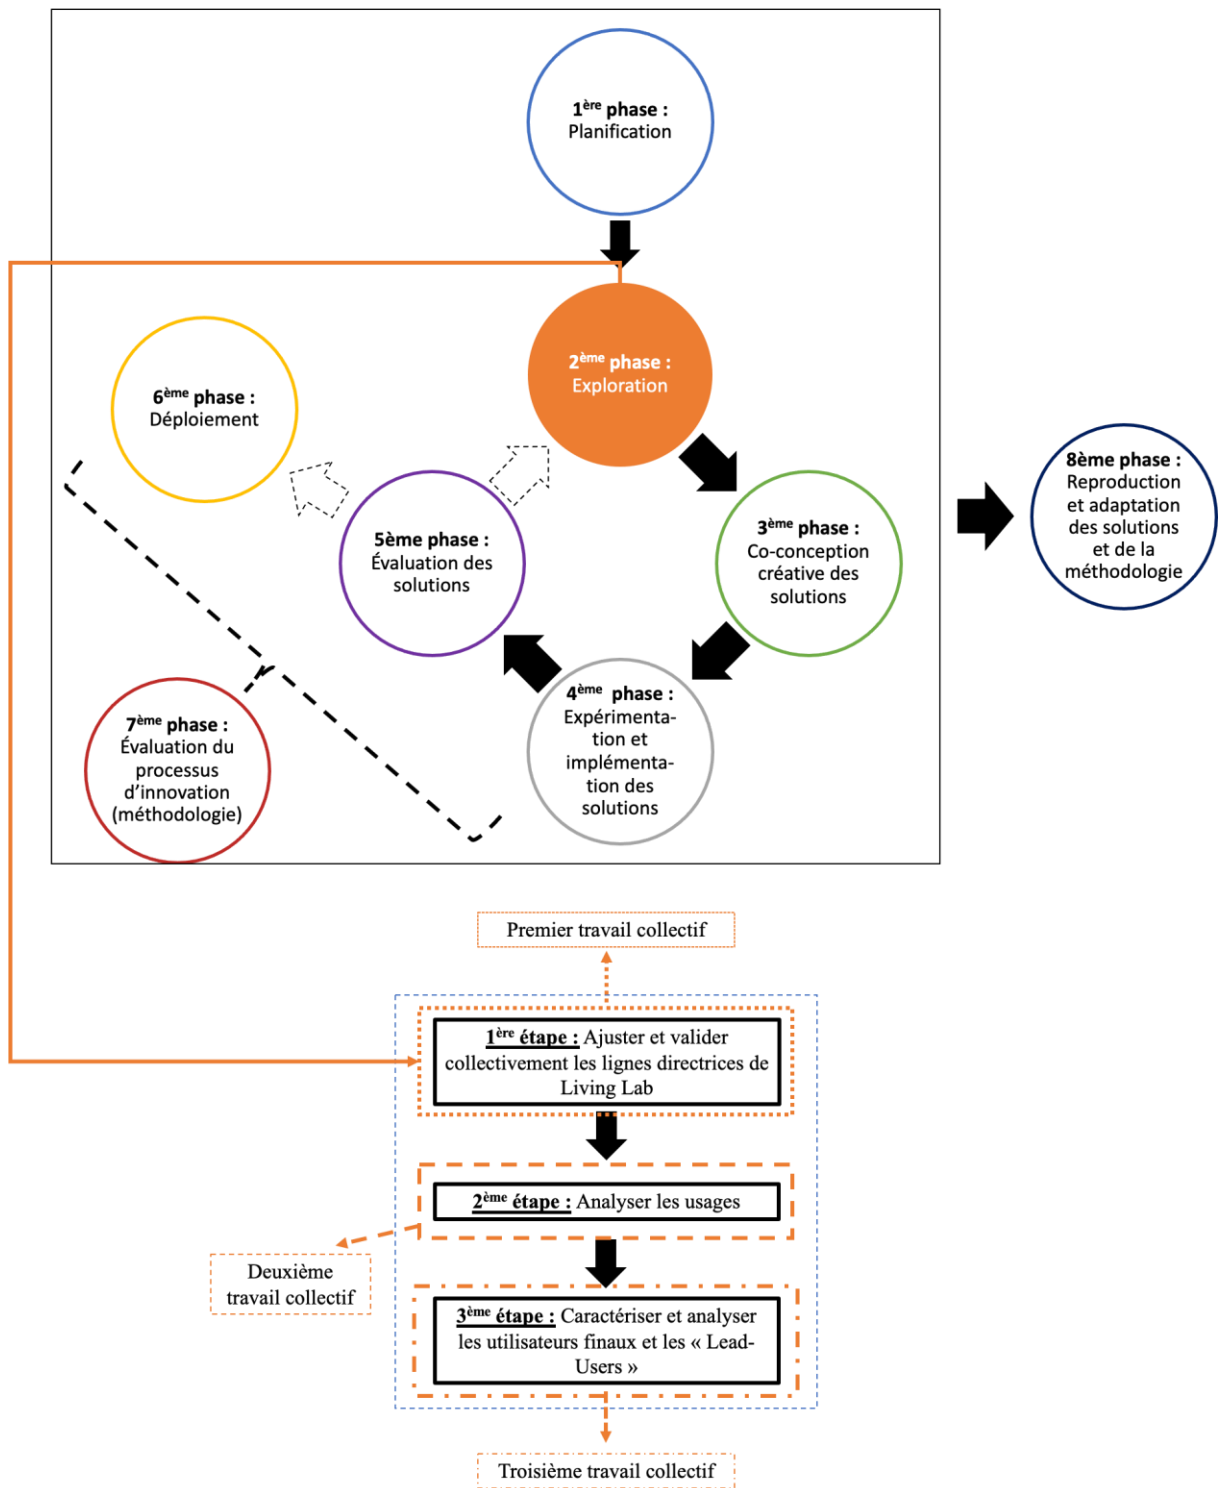 1ère phase :
Planification
2ème phase :
Exploration
6ème phase :
Déploiement
8ème phase :
Reproduction
et adaptation
des solutions
et de la
méthodologie
3ème phase :
Co-conception
créative des
solutions
5ème phase :
Évaluation des
solutions
4ème phase :
Expérimenta-
tion et
implémenta-
tion des
solutions
7ème phase :
Évaluation du
processus
d’innovation
(méthodologie)
Premier travail collectif
1ère étape : Ajuster et valider
collectivement les lignes directrices de
Living Lab
2ème étape : Analyser les usages
Deuxième
travail collectif
3ème étape : Caractériser et analyser
les utilisateurs finaux et les « Lead-
Users »
Troisième travail collectif